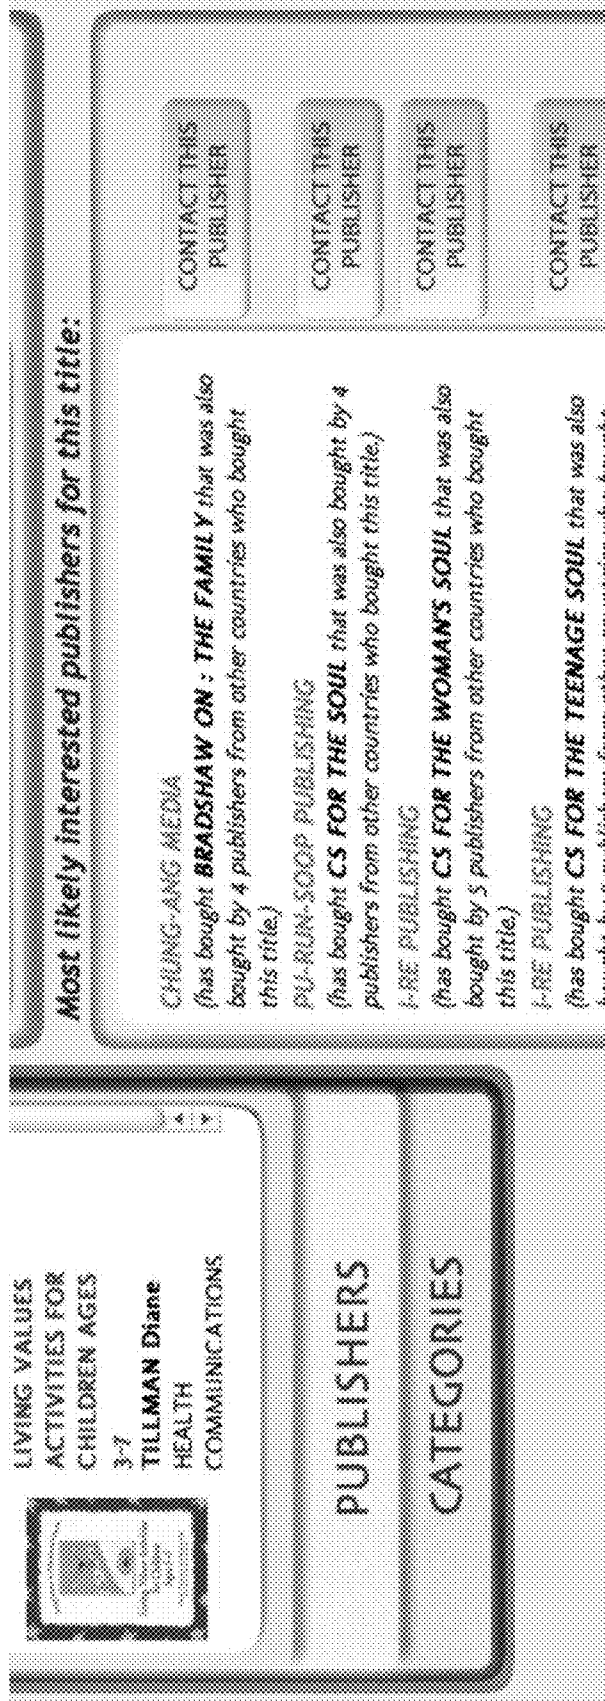 LIVING VALUES
ACTIVITIES FOR
CHILDREN AGES
3-7
TILLMAN Diane
HEALTH
COMMUNICATIONS
PUBLISHERS
CATEGORIES
Most likely interested publishers for this title:
CHUNG-ANG MEDIA
(has bought BRADSHAW ON : THE FAMILY that was also
bought by 4 publishers from other countries who bought
this title.)
CONTACT THIS
PUBLISHER
PU-RUN-SOOP PUBLISHING
(has bought CS FOR THE SOUL that was also bought by 4
publishers from other countries who bought this title.)
CONTACT THIS
PUBLISHER
I-RE PUBLISHING
(has bought CS FOR THE WOMAN'S SOUL that was also
bought by 5 publishers from other countries who bought
this title.)
CONTACT THIS
PUBLISHER
I-RE PUBLISHING
(has bought CS FOR THE TEENAGE SOUL that was also
CONTACT THIS
PUBLISHER